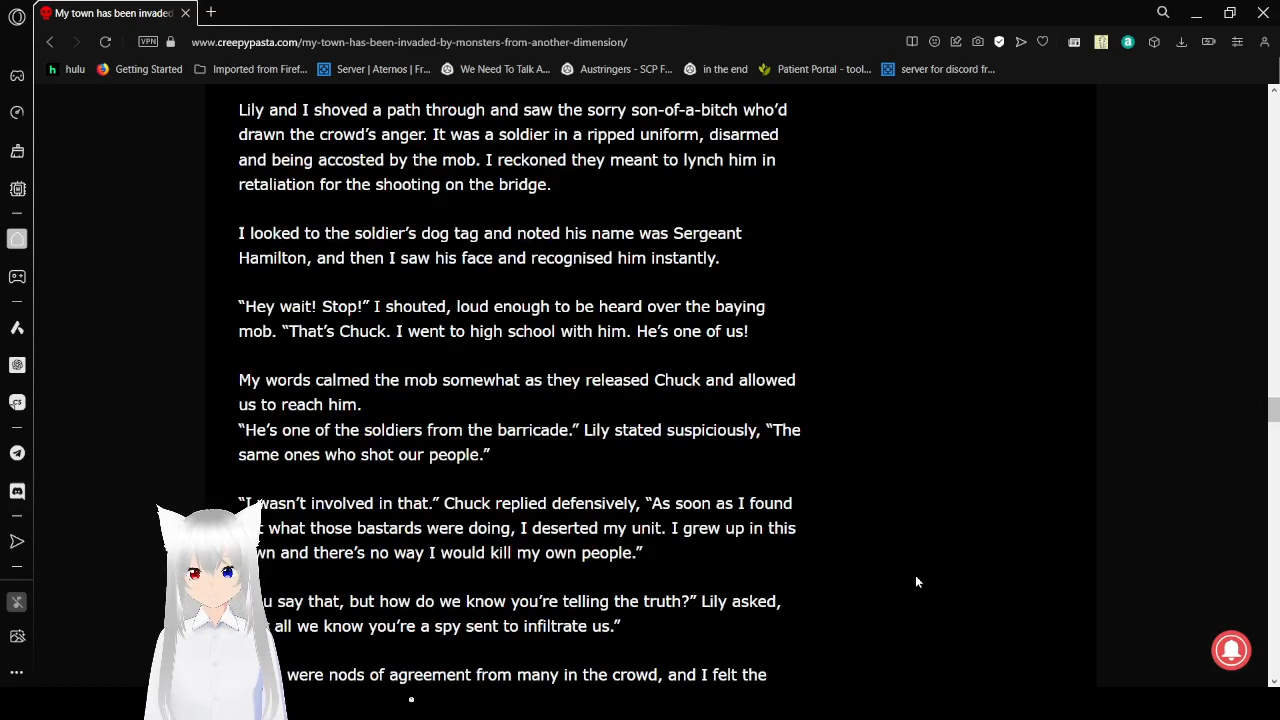 My town has been invaded
www.creepypasta.com/my-town-has-been-invaded-by-monsters-from-another-dimension/
VPN
hulu
Getting Started
Imported from Firef...
Server | Aternos | Fr...
We Need To Talk A...
Austringers - SCP F...
in the end
Patient Portal - tool...
server for discord fr...
Lily and I shoved a path through and saw the sorry son-of-a-bitch who’d
drawn the crowd’s anger. It was a soldier in a ripped uniform, disarmed
and being accosted by the mob. I reckoned they meant to lynch him in
retaliation for the shooting on the bridge.
I looked to the soldier’s dog tag and noted his name was Sergeant
Hamilton, and then I saw his face and recognised him instantly.
“Hey wait! Stop!” I shouted, loud enough to be heard over the baying
mob. “That’s Chuck. I went to high school with him. He’s one of us!
My words calmed the mob somewhat as they released Chuck and allowed
us to reach him.
“He’s one of the soldiers from the barricade.” Lily stated suspiciously, “The
same ones who shot our people.”
“I wasn’t involved in that.” Chuck replied defensively, “As soon as I found
what those bastards were doing, I deserted my unit. I grew up in this
and there’s no way I would kill my own people.”
say that, but how do we know you’re telling the truth?” Lily asked,
all we know you’re a spy sent to infiltrate us.”
were nods of agreement from many in the crowd, and I felt the